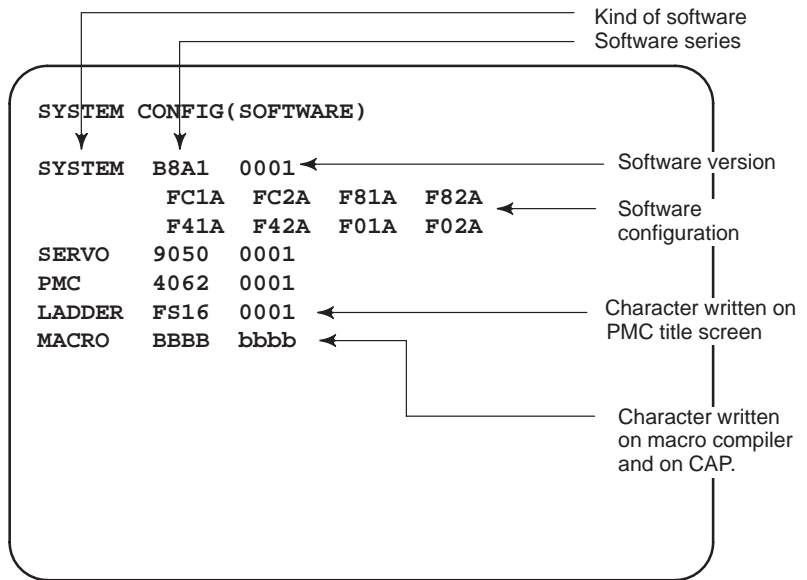 Kind of software
Software series
SYSTEM CONFIG(SOFTWARE)
SYSTEM B8A1 0001
Software version
FC1A FC2A F81A F82A
F41A F42A F01A F02A
Software
configuration
SERVO 9050 0001
PMC 4062 0001
LADDER FS16 0001
Character written on
PMC title screen
MACRO BBBB bbbb
Character written
on macro compiler
and on CAP.